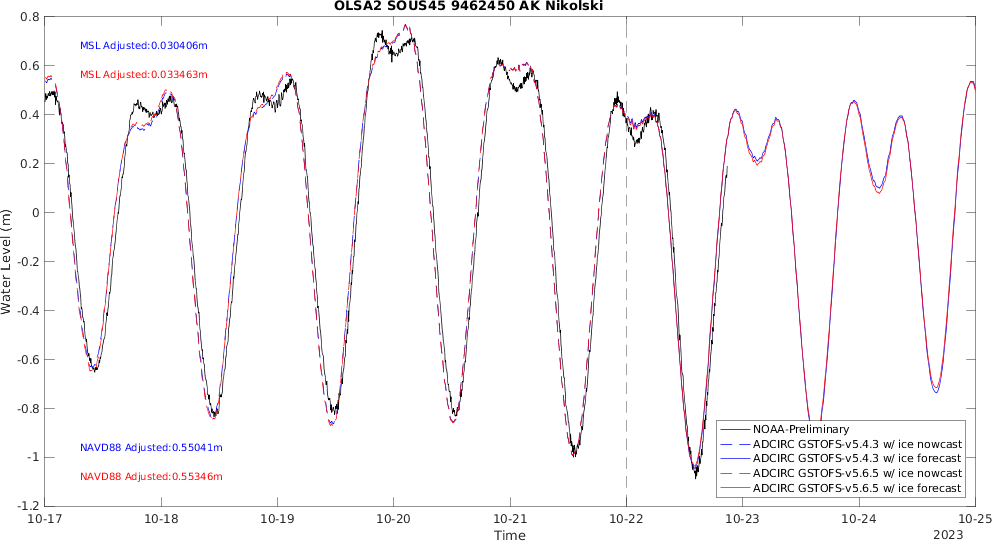 OLSA2 SOUS45 9462450 AK Nikolski
MSL Adjusted:0.030406m
MSL Adjusted:0.033463m
NAVD88 Adjusted:0.55041m
NAVD88 Adjusted:0.55346m
Water Level (m)
0.8
0.6
0.4
0.2
0
-0.2
-0.4
-0.6
-0.8
-1
-1.2
NOAA-Preliminary
ADCIRC GSTOFS-v5.4.3 w/ ice nowcast
ADCIRC GSTOFS-v5.4.3 w/ ice forecast
ADCIRC GSTOFS-v5.6.5 w/ ice nowcast
ADCIRC GSTOFS-v5.6.5 w/ ice forecast
10-17 10-18 10-19 10-20 10-21 10-22 10-23 10-24 10-25
Time
2023